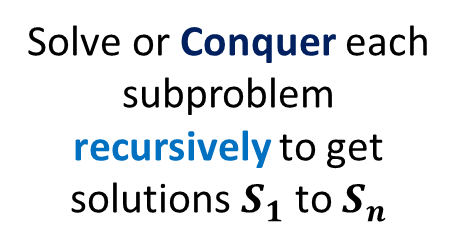 Solve or Conquer each
subproblem
recursively to get
solutions S₁ to Sₙ